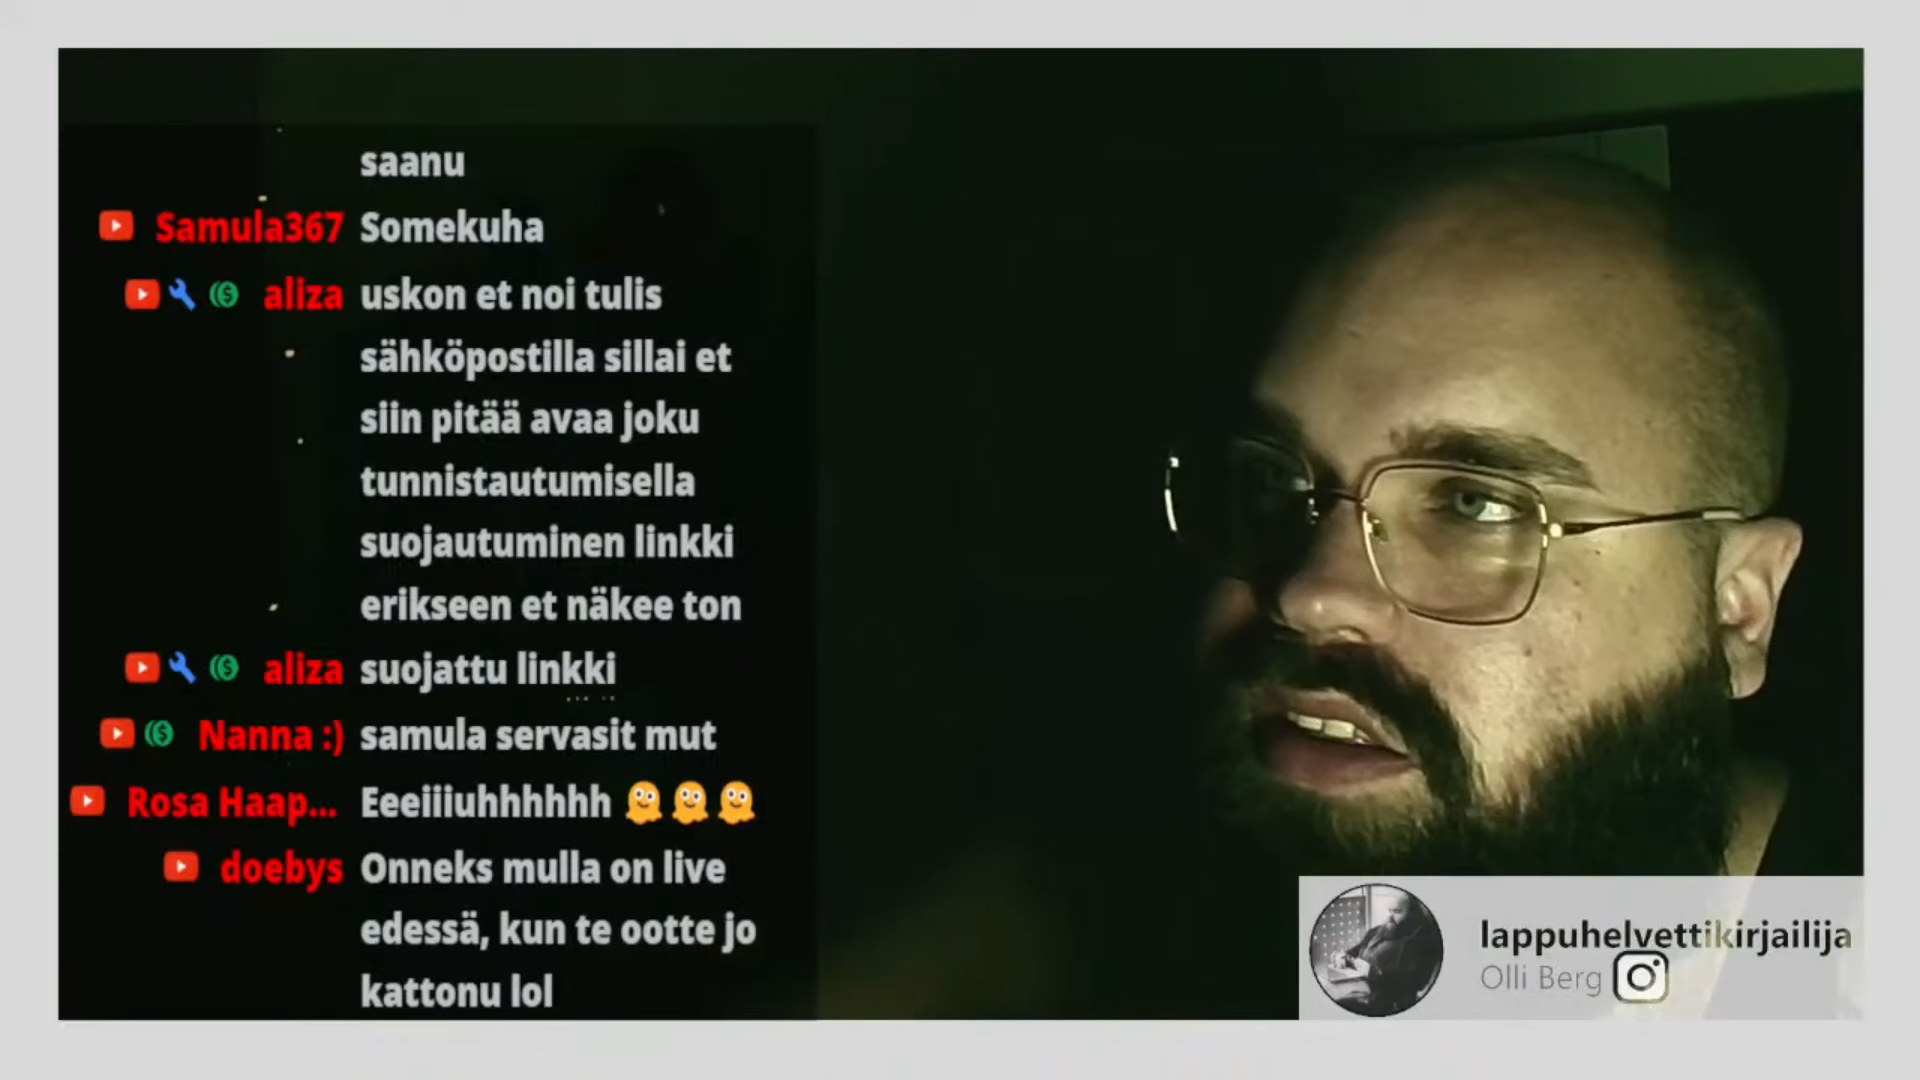 saanu
Samula367 Somekuha
aliza uskon et noi tulis
sähköpostilla sillai et
siin pitää avaa joku
tunnistautumisella
suojautuminen linkki
erikseen et näkee ton
aliza suojattu linkki
Nanna :) samula servasit mut
Rosa Haap... Eeeiiiuhhhhhh
doebys Onneks mulla on live
edessä, kun te ootte jo
kattonu lol
lappuhelvettikirjailija
Olli Berg